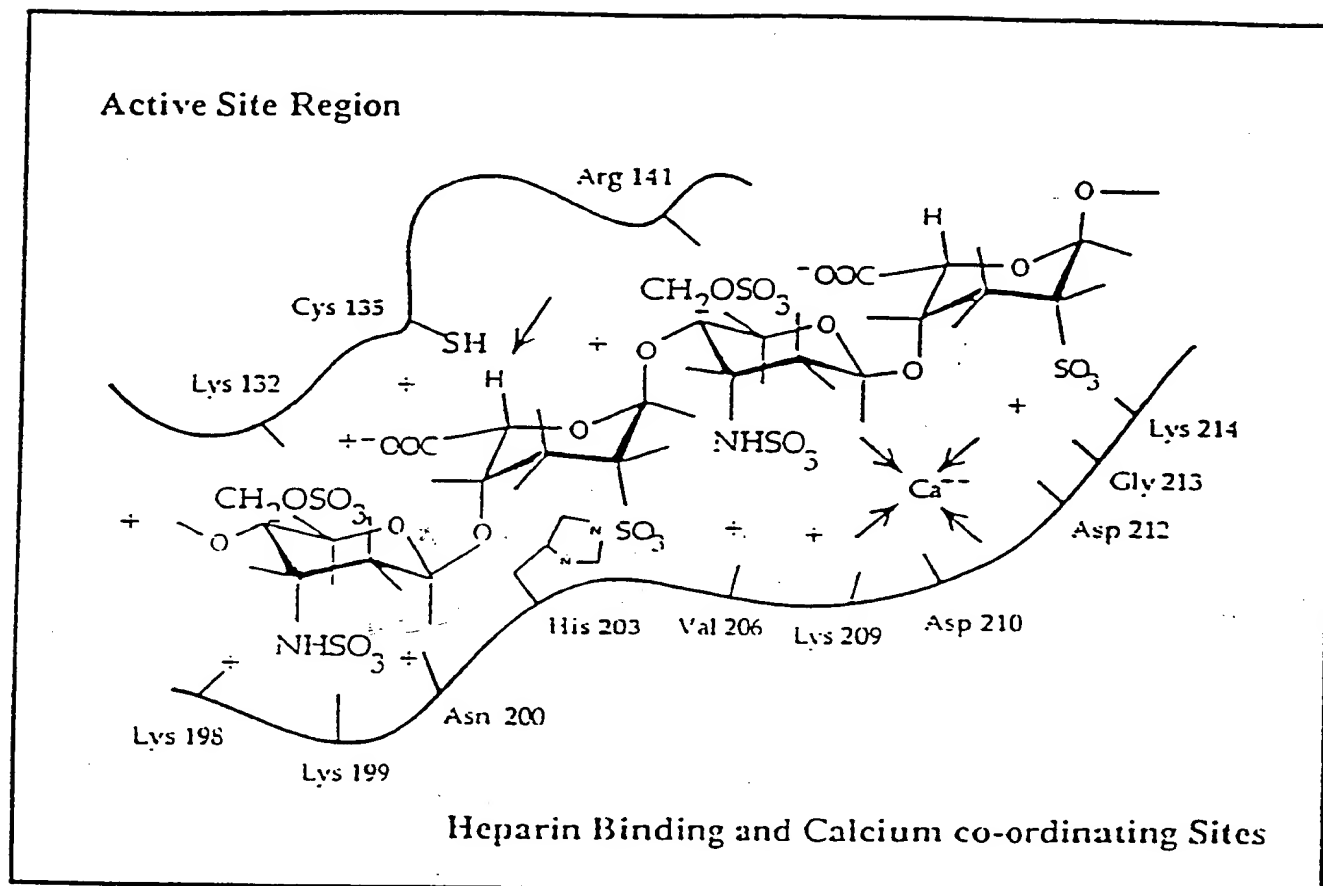 Active Site Region
Arg 141
O
H
-OOC
O
CH2OSO3
Cys 135
SH
÷
O
O
O
SO3
Lys 132
÷
H
+
÷
-OOC
O
NHSO3
Lys 214
Ca--
Gly 213
CH2OSO3
+
O
O
O
N
N
SO3
÷
÷
Asp 212
NHSO3
÷
÷
His 203
Val 206
Lys 209
Asp 210
Asn 200
Lys 198
Lys 199
Heparin Binding and Calcium co-ordinating Sites